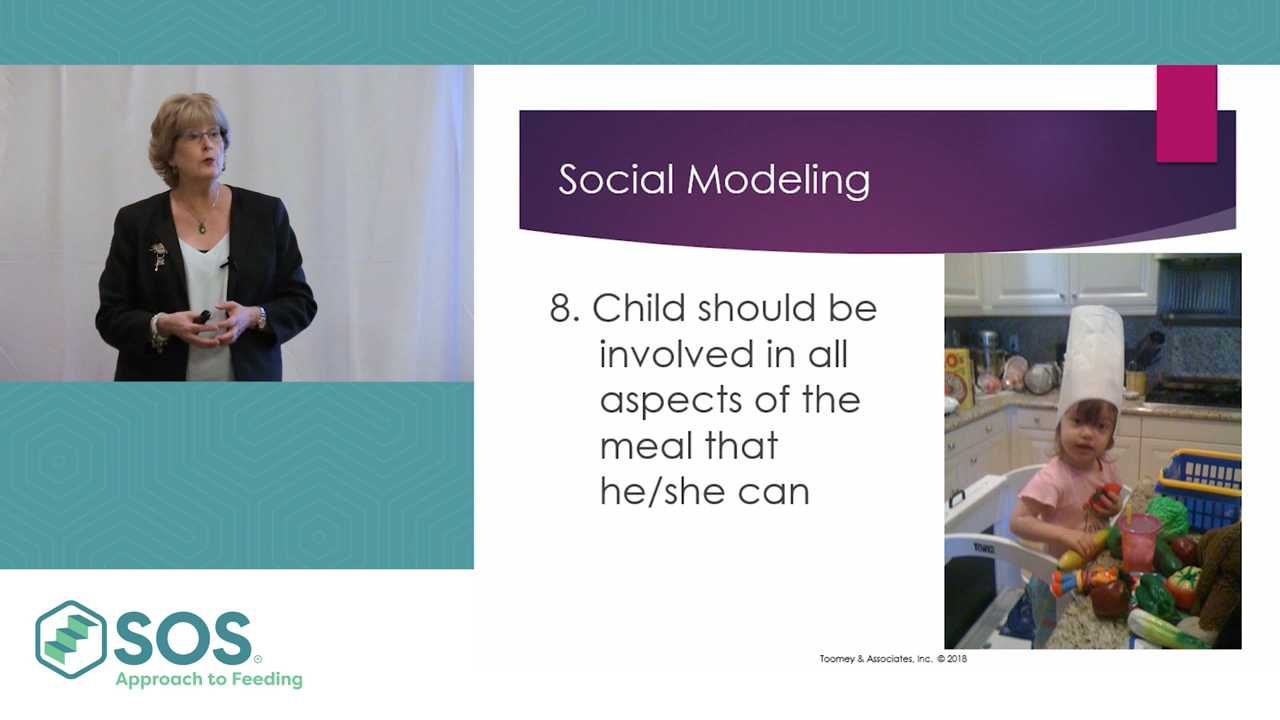 Social Modeling
8. Child should be
involved in all
aspects of the
meal that
he/she can
TOWER
Toomey & Associates, Inc. © 2018
SOS®
Approach to Feeding